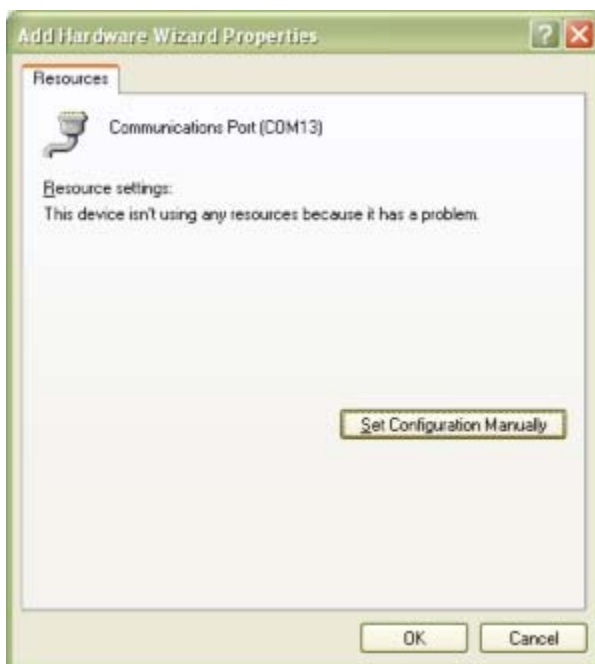 Add Hardware Wizard Properties
Resources
Communications Port (COM13)
Resource settings:
This device isn't using any resources because it has a problem.
Set Configuration Manually
OK Cancel